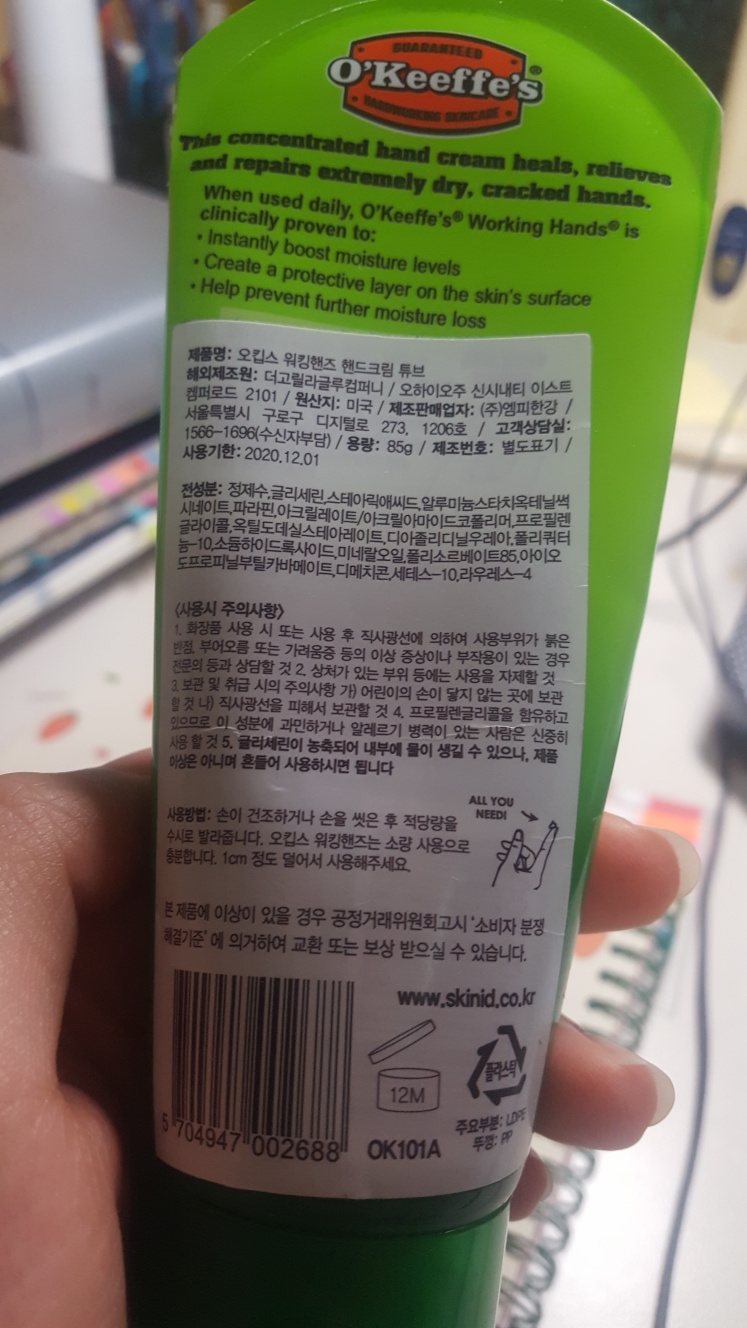 GUARANTEED
O'Keeffe's®
HARDWORKING SKINCARE
This concentrated hand cream heals, relieves
and repairs extremely dry, cracked hands.
When used daily, O'Keeffe's® Working Hands® is
clinically proven to:
• Instantly boost moisture levels
• Create a protective layer on the skin's surface
• Help prevent further moisture loss
제품명: 오킵스 워킹핸즈 핸드크림 튜브
해외제조원: 더고릴라글루컴퍼니 / 오하이오주 신시내티 이스트
켐퍼로드 2101 / 원산지: 미국 / 제조판매업자: (주)엠피한강 /
서울특별시 구로구 디지털로 273, 1206호 / 고객상담실:
1566-1696(수신자부담) / 용량: 85g / 제조번호: 별도표기 /
사용기한: 2020.12.01
전성분: 정제수,글리세린,스테아릭애씨드,알루미늄스타치옥테닐썩
시네이트,파라핀,아크릴레이트/아크릴아마이드코폴리머,프로필렌
글라이콜,옥틸도데실스테아레이트,디아졸리디닐우레아,폴리쿼터
늄-10,소듐하이드록사이드,미네랄오일,폴리소르베이트85,아이오
도프로피닐부틸카바메이트,디메치콘,세테스-10,라우레스-4
<사용시 주의사항>
1. 화장품 사용 시 또는 사용 후 직사광선에 의하여 사용부위가 붉은
반점, 부어오름 또는 가려움증 등의 이상 증상이나 부작용이 있는 경우
전문의 등과 상담할 것 2. 상처가 있는 부위 등에는 사용을 자제할 것
3. 보관 및 취급 시의 주의사항 가) 어린이의 손이 닿지 않는 곳에 보관
할 것 나) 직사광선을 피해서 보관할 것 4. 프로필렌글리콜을 함유하고
있으므로 이 성분에 과민하거나 알레르기 병력이 있는 사람은 신중히
사용 할 것 5. 글러세린이 농축되어 내부에 물이 생길 수 있으나, 제품
이상은 아니며 흔들어 사용하시면 됩니다
사용방법: 손이 건조하거나 손을 씻은 후 적당량을
수시로 발라줍니다. 오킵스 워킹핸즈는 소량 사용으로
충분합니다. 1cm 정도 덜어서 사용해주세요.
ALL YOU
NEED!
본 제품에 이상이 있을 경우 공정거래위원회고시 '소비자 분쟁
해결기준' 에 의거하여 교환 또는 보상 받으실 수 있습니다.
www.skinid.co.kr
12M
플라스틱
주요부분: LDPE
뚜껑: PP
5 704947 002688
OK101A